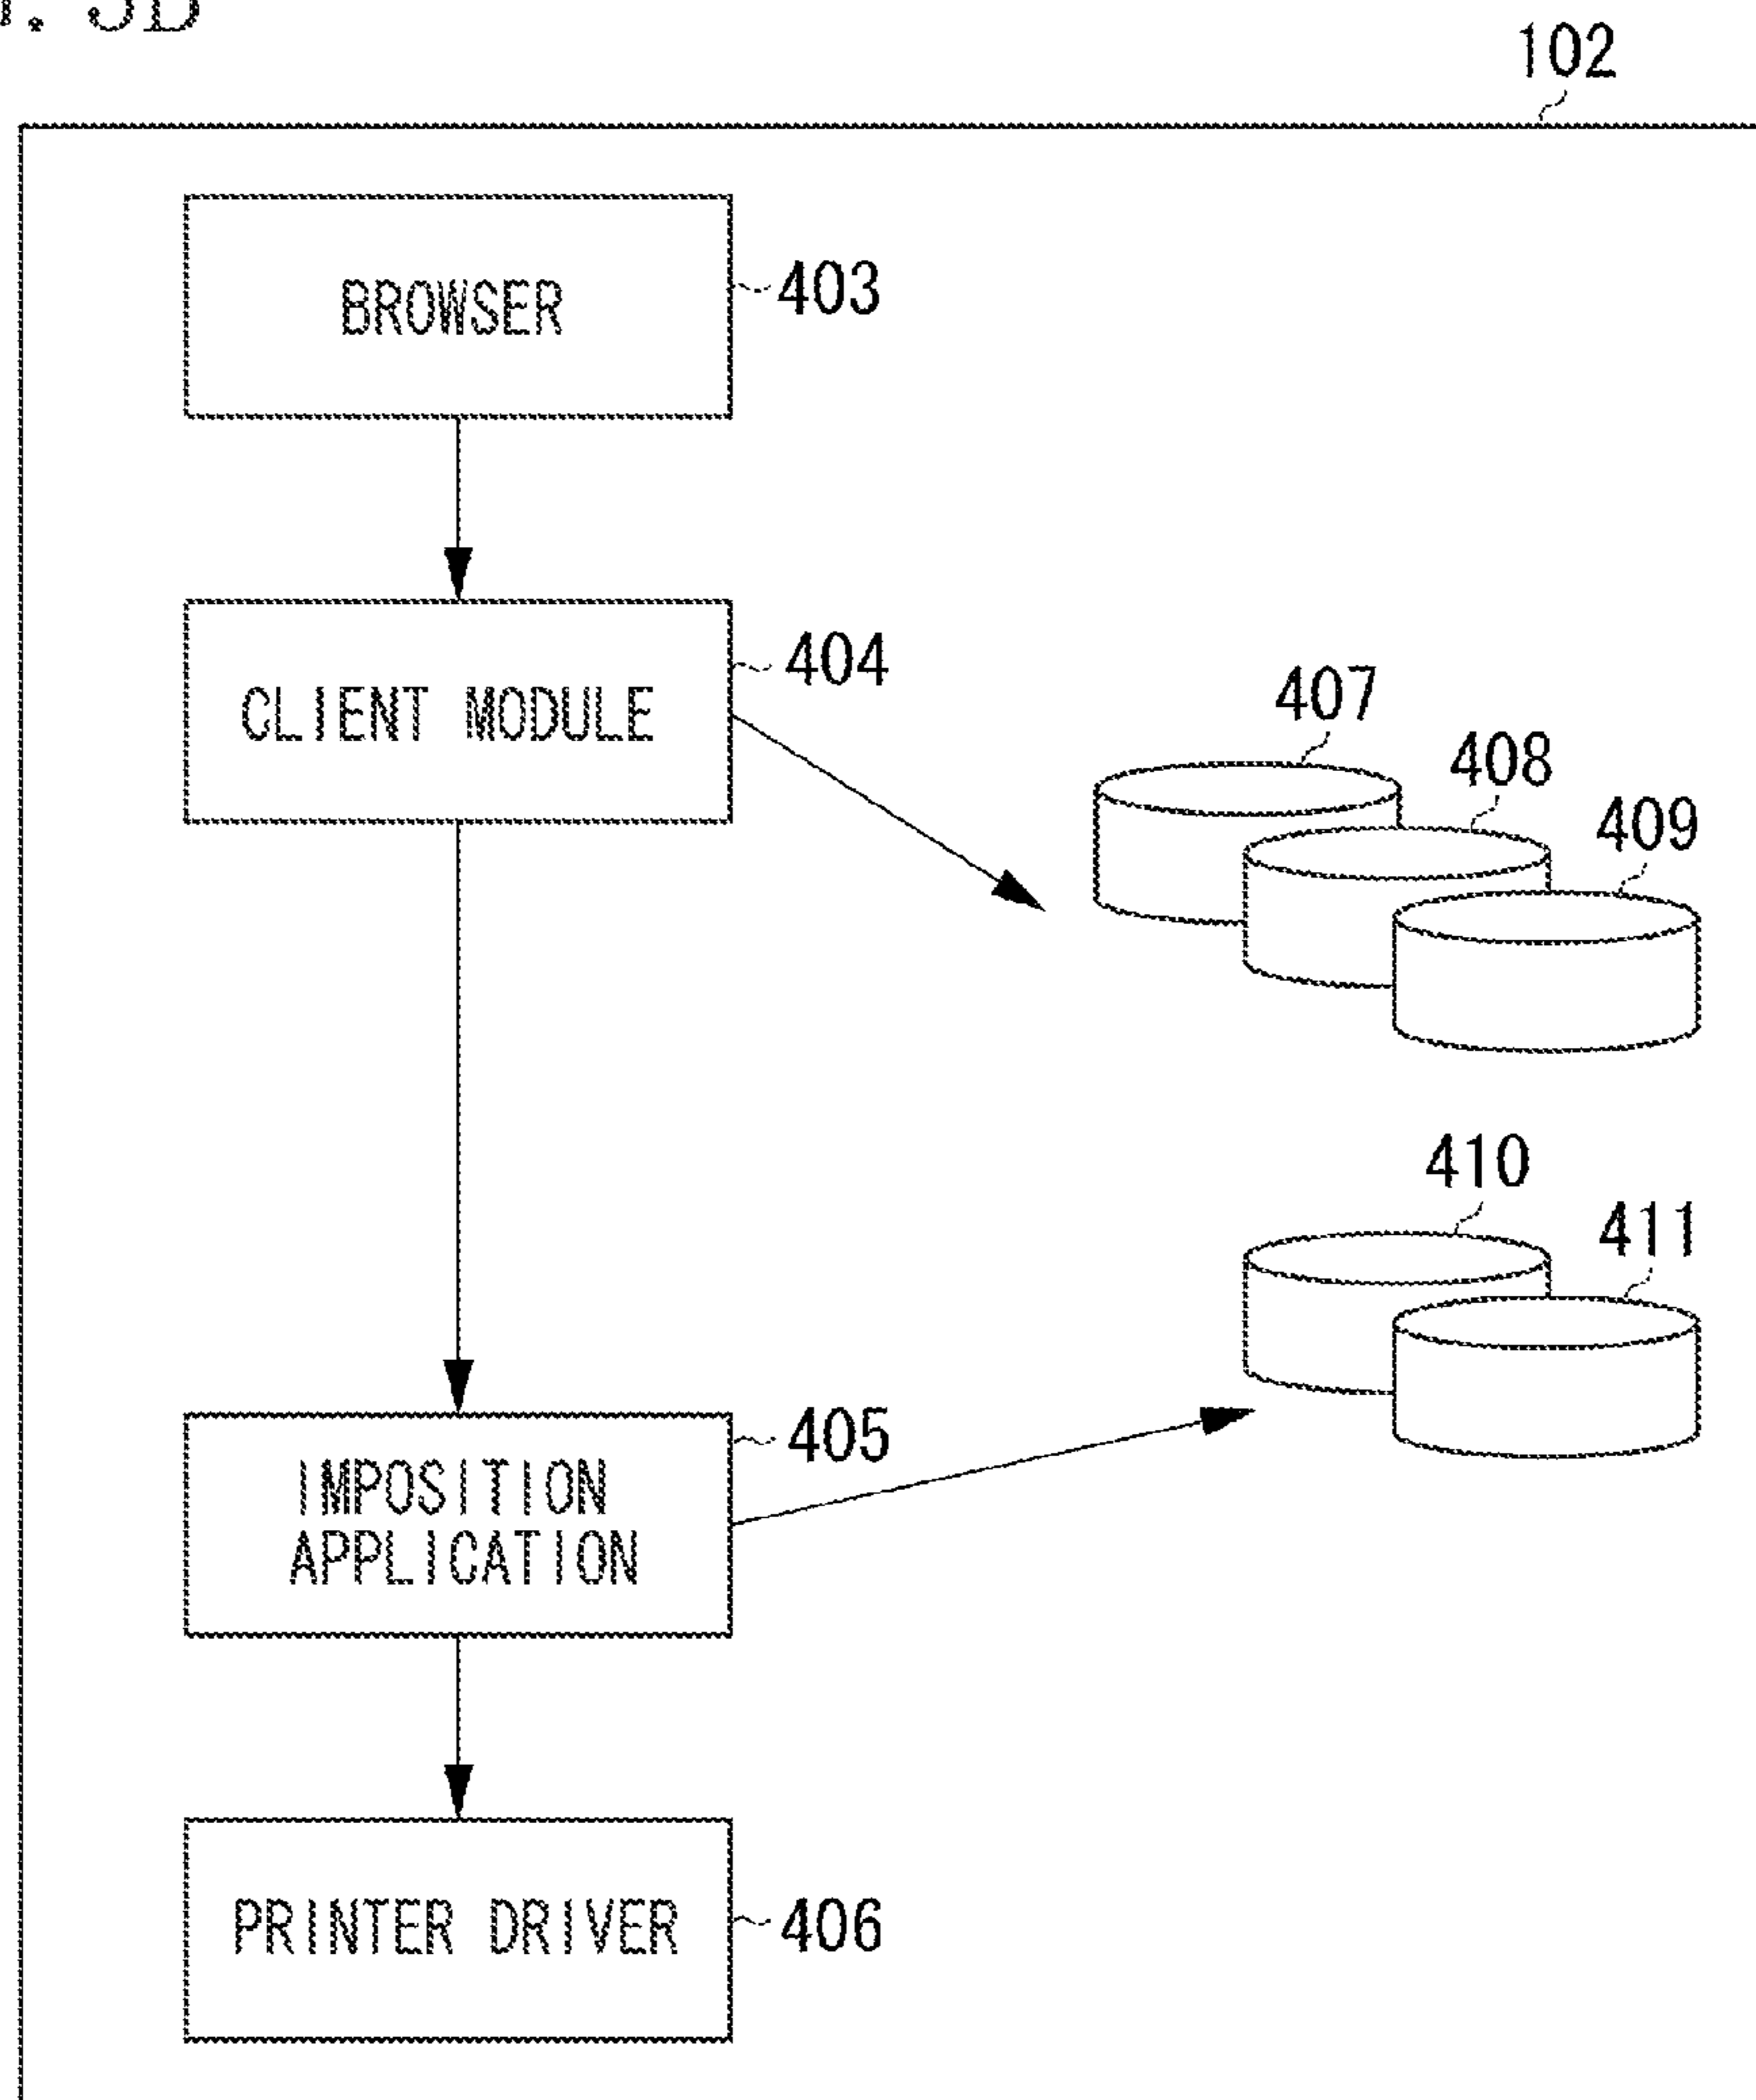 102
BROWSER
403
CLIENT MODULE
404
407
408
409
410
411
IMPOSITION
APPLICATION
405
PRINTER DRIVER
406